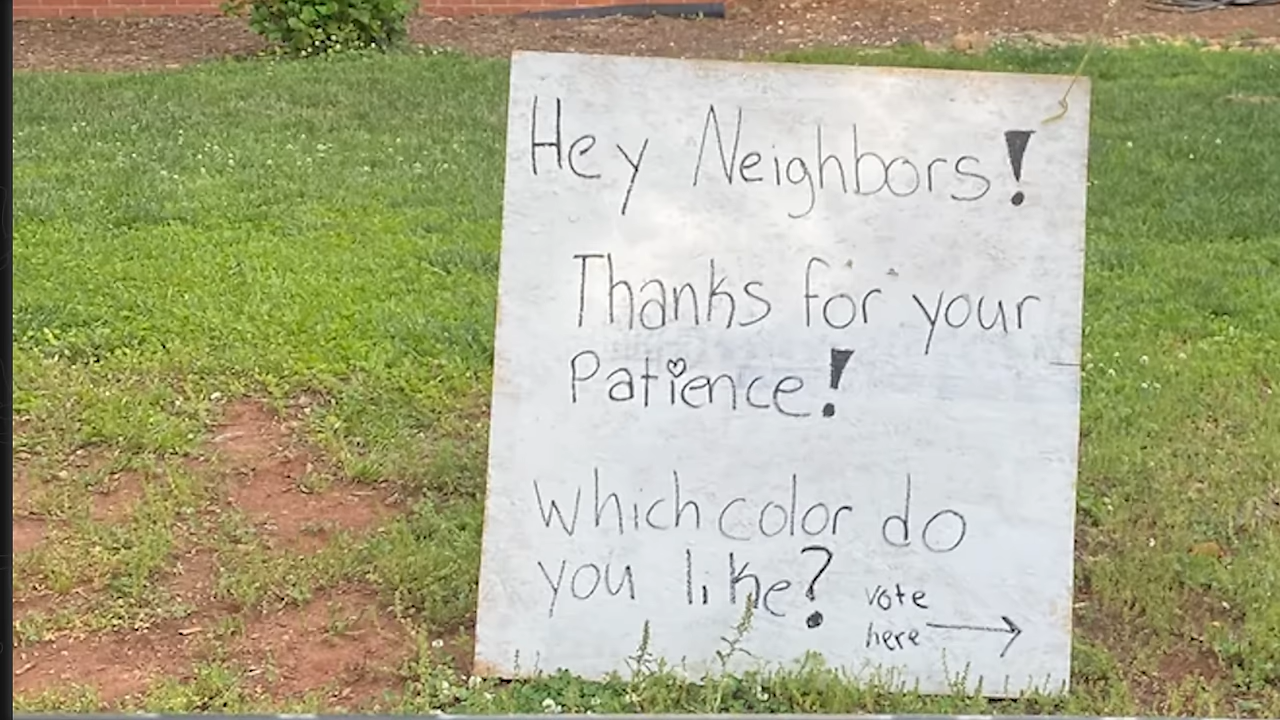 Hey Neighbors!
Thanks for your
Patience!
which color do
you like?
vote
here